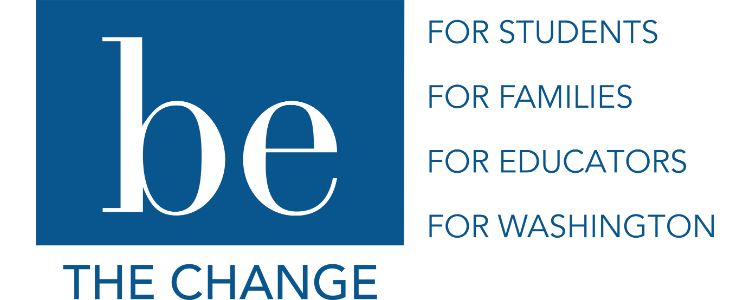 be
THE CHANGE
FOR STUDENTS
FOR FAMILIES
FOR EDUCATORS
FOR WASHINGTON